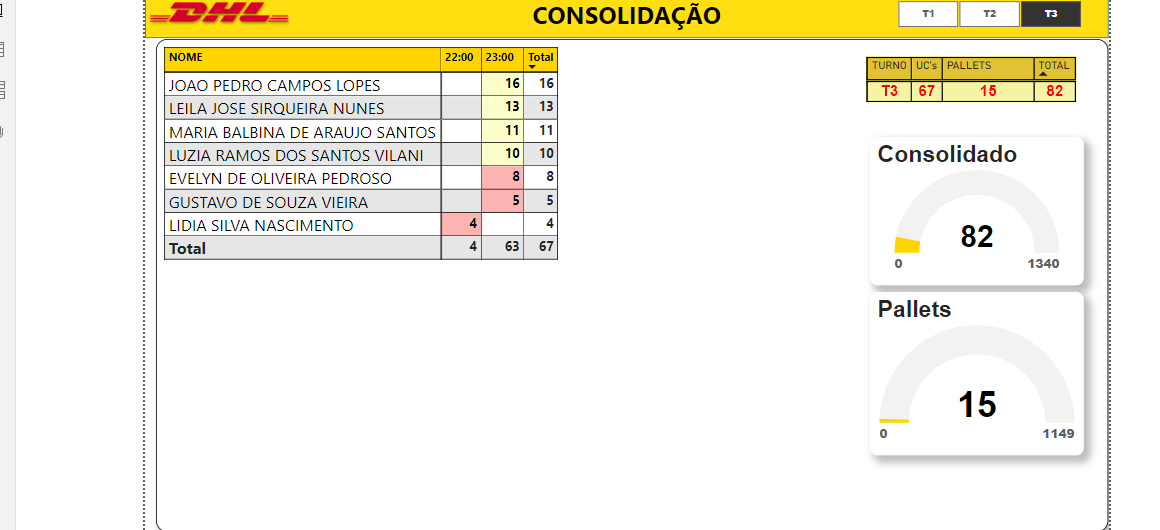 DHL
CONSOLIDAÇÃO
T1 T2 T3
NOME 22:00 23:00 Total
JOAO PEDRO CAMPOS LOPES 16 16
LEILA JOSE SIRQUEIRA NUNES 13 13
MARIA BALBINA DE ARAUJO SANTOS 11 11
LUZIA RAMOS DOS SANTOS VILANI 10 10
EVELYN DE OLIVEIRA PEDROSO 8 8
GUSTAVO DE SOUZA VIEIRA 5 5
LIDIA SILVA NASCIMENTO 4 4
Total 4 63 67
TURNO UC's PALLETS TOTAL
T3 67 15 82
Consolidado
82
0 1340
Pallets
15
0 1149